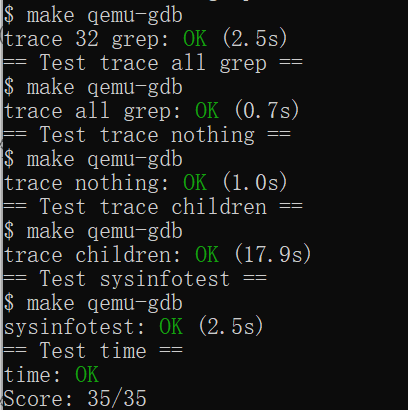 $ make qemu-gdb
trace 32 grep: OK (2.5s)
== Test trace all grep ==
$ make qemu-gdb
trace all grep: OK (0.7s)
== Test trace nothing ==
$ make qemu-gdb
trace nothing: OK (1.0s)
== Test trace children ==
$ make qemu-gdb
trace children: OK (17.9s)
== Test sysinfotest ==
$ make qemu-gdb
sysinfotest: OK (2.5s)
== Test time ==
time: OK
Score: 35/35